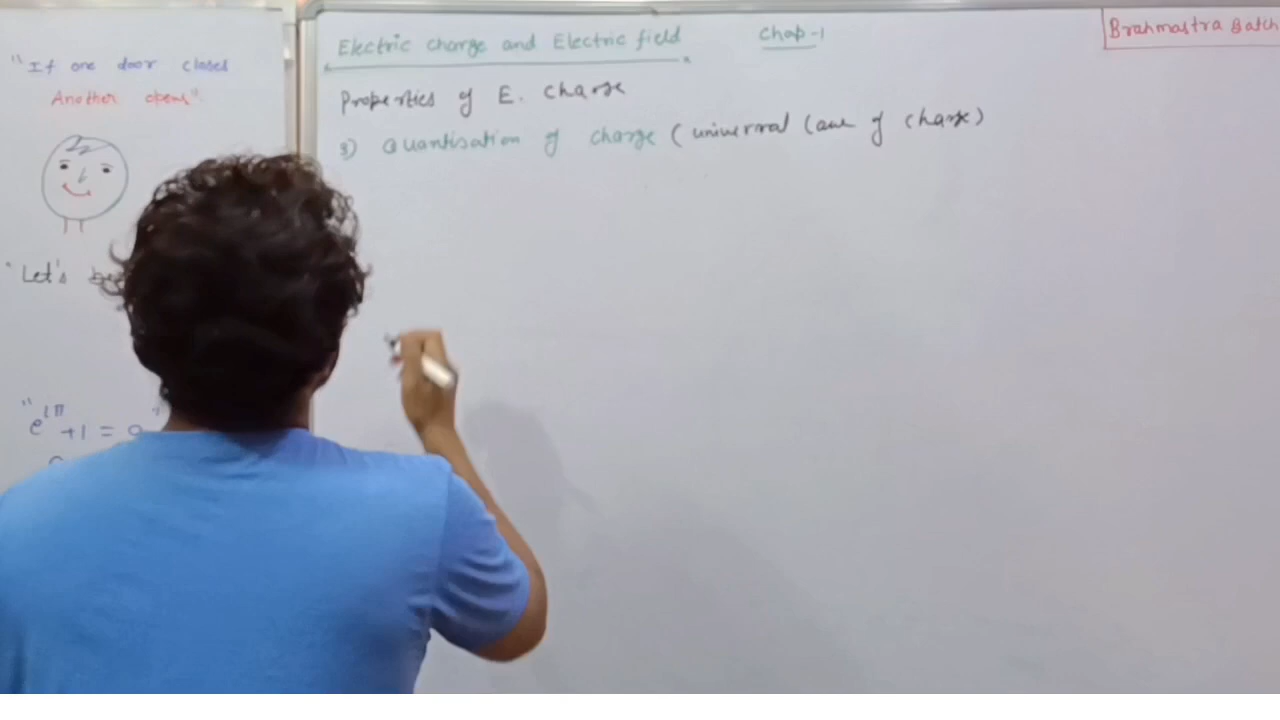 "If one door closes
Another opens".
Let's
"e^iπ + 1 = 0"
Electric charge and Electric field
Chap-1
Brahmastra Batch
Properties of E. charge
3) Quantisation of charge (universal law of charge)